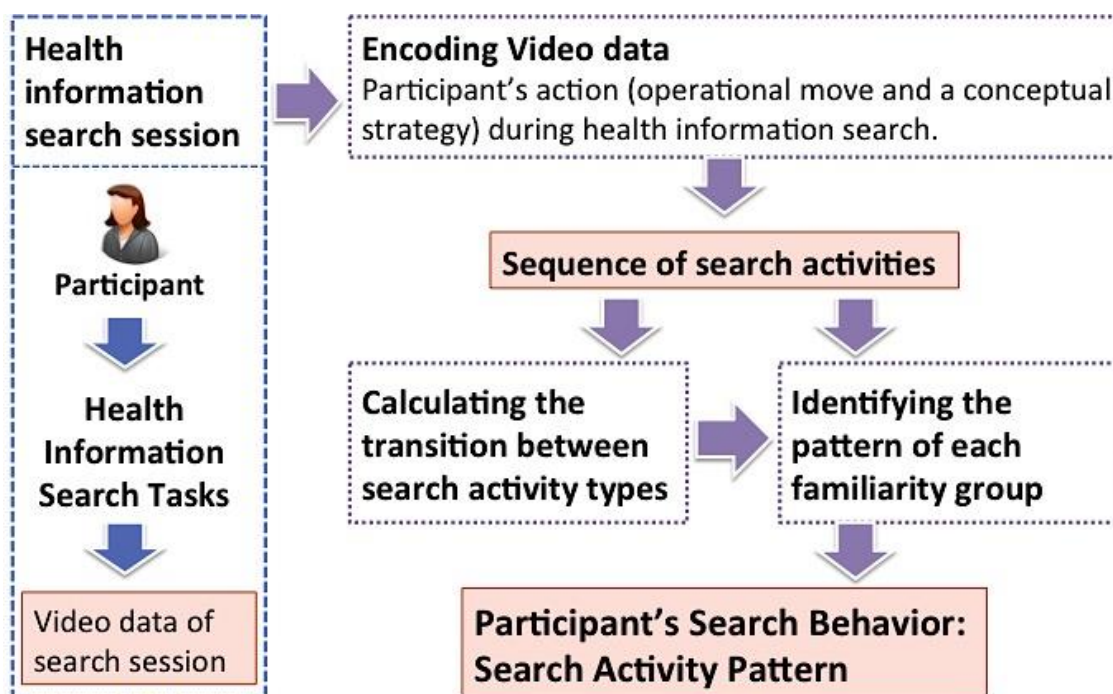 Health
information
search session
Participant
Health
Information
Search Tasks
Video data of
search session
Encoding Video data
Participant's action (operational move and a conceptual
strategy) during health information search.
Sequence of search activities
Calculating the
transition between
search activity types
Identifying the
pattern of each
familiarity group
Participant's Search Behavior:
Search Activity Pattern